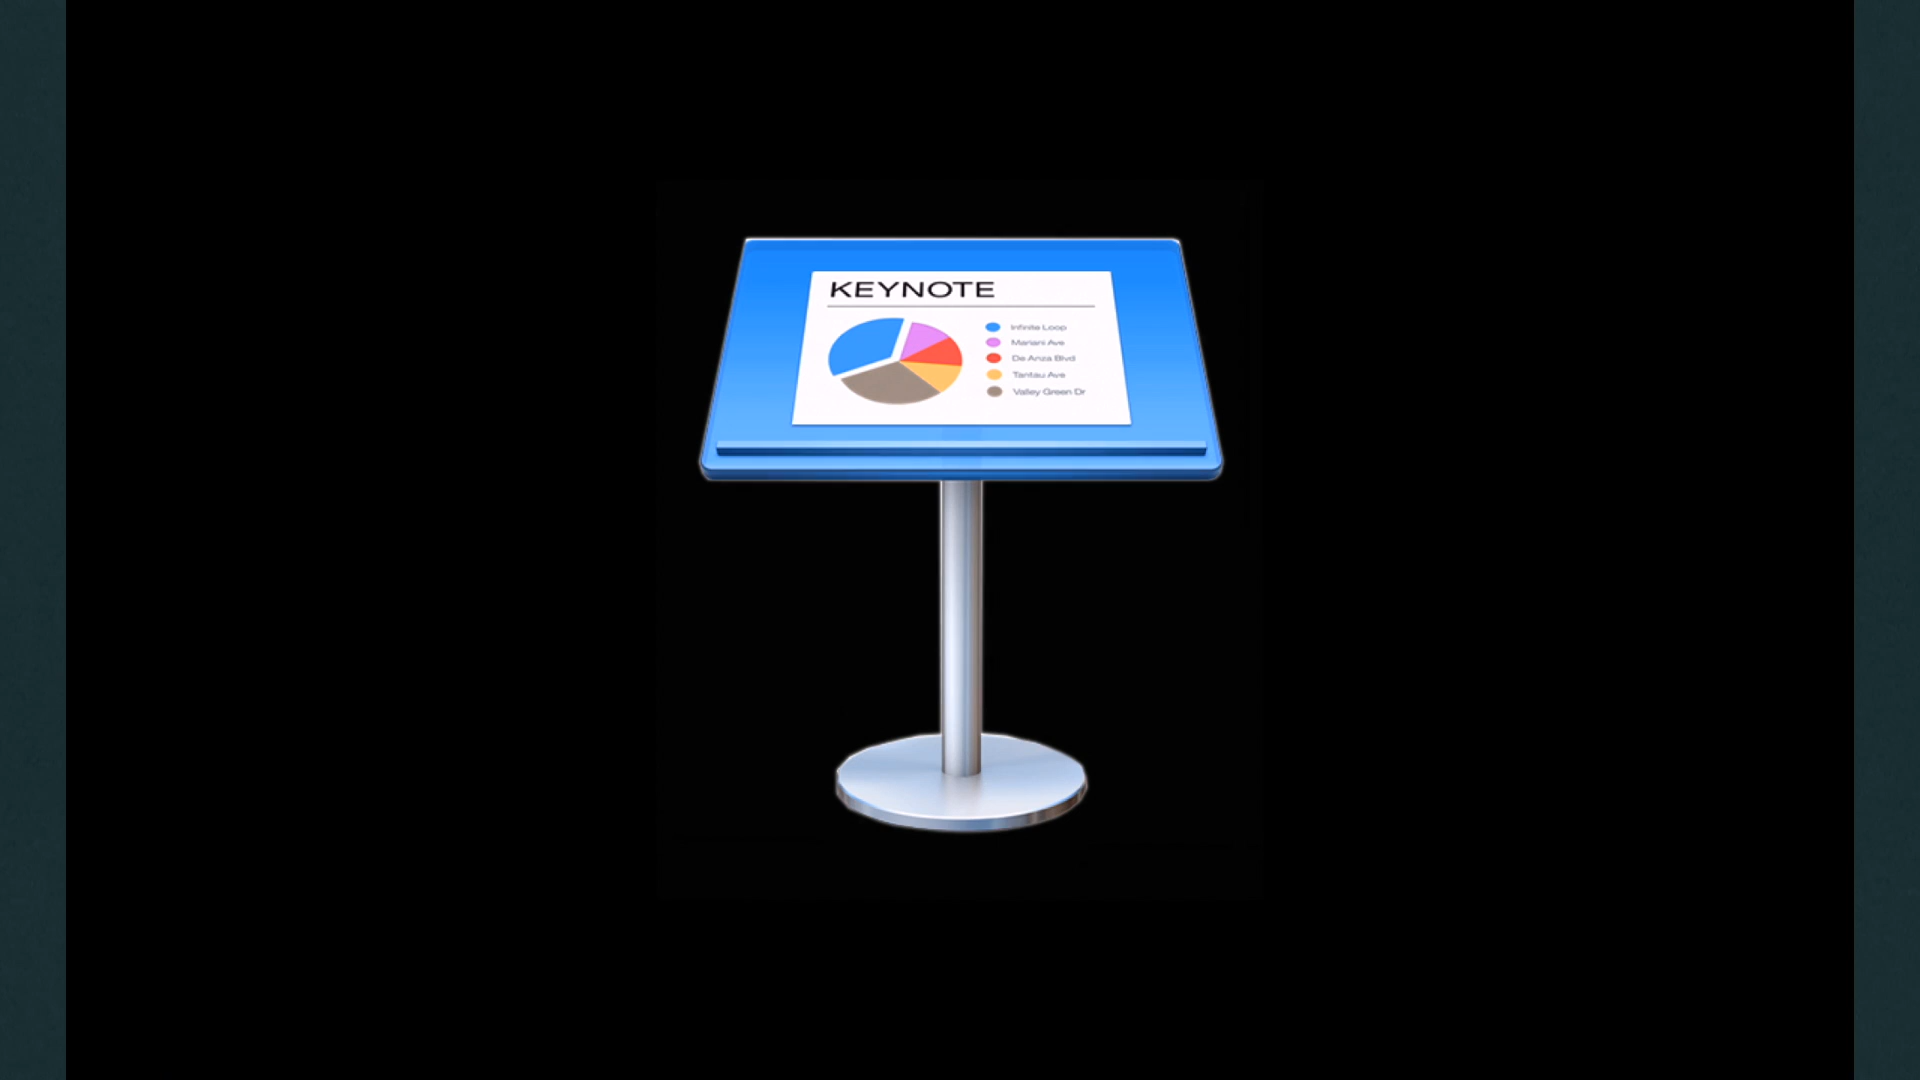 KEYNOTE
Infinite Loop
Mariani Ave
De Anza Blvd
Tantau Ave
Valley Green Dr